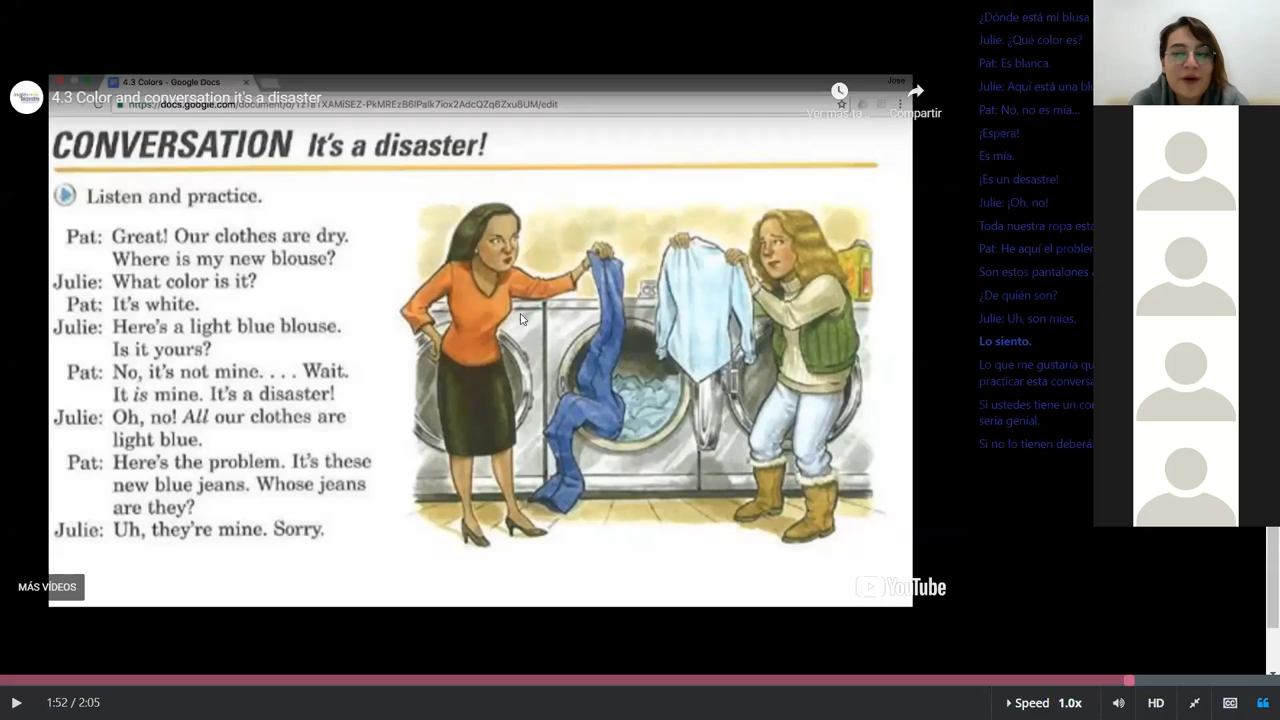 4.3 Colors - Google Docs
Jose
4.3 Color and conversation it's a disaster
Compartir
CONVERSATION It's a disaster!
Listen and practice.
Pat: Great! Our clothes are dry.
Where is my new blouse?
Julie: What color is it?
Pat: It's white.
Julie: Here's a light blue blouse.
Is it yours?
Pat: No, it's not mine. . . . Wait.
It is mine. It's a disaster!
Julie: Oh, no! All our clothes are
light blue.
Pat: Here's the problem. It's these
new blue jeans. Whose jeans
are they?
Julie: Uh, they're mine. Sorry.
MÁS VÍDEOS
YouTube
¿Dónde está mi blusa
Julie: ¿Qué color es?
Pat: Es blanca.
Julie: Aquí está una
Pat: No, no es mía...
¡Espera!
Es mía.
¡Es un desastre!
Julie: ¡Oh, no!
Toda nuestra ropa
Pat: He aquí el
Son estos pantalones
¿De quién son?
Julie: Uh, son míos.
Lo siento.
Lo que me gustaría
practicar esta
Si ustedes tiene un
seria genial.
Si no lo tienen
1:52 / 2:05
Speed 1.0x
HD
CC